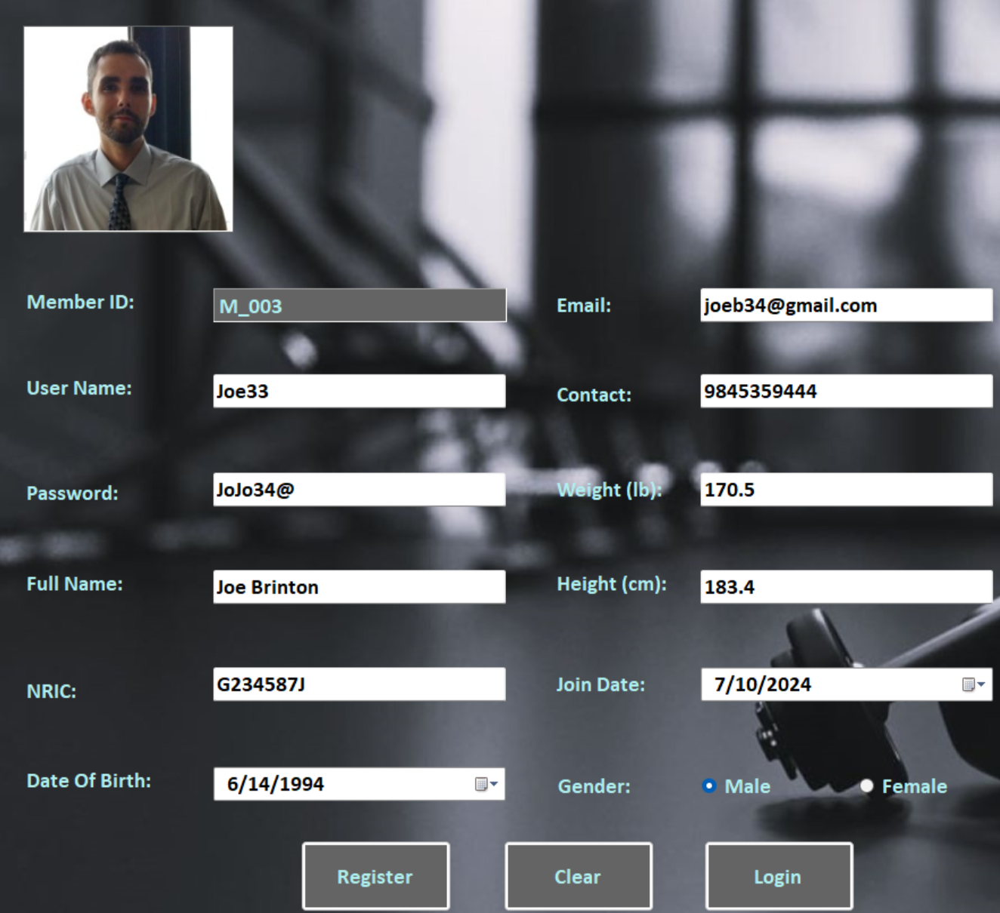 Member ID: M_003
Email: joeb34@gmail.com
User Name: Joe33
Contact: 9845359444
Password: JoJo34@
Weight (lb): 170.5
Full Name: Joe Brinton
Height (cm): 183.4
NRIC: G234587J
Join Date: 7/10/2024
Date Of Birth: 6/14/1994
Gender: Male Female
Register Clear Login